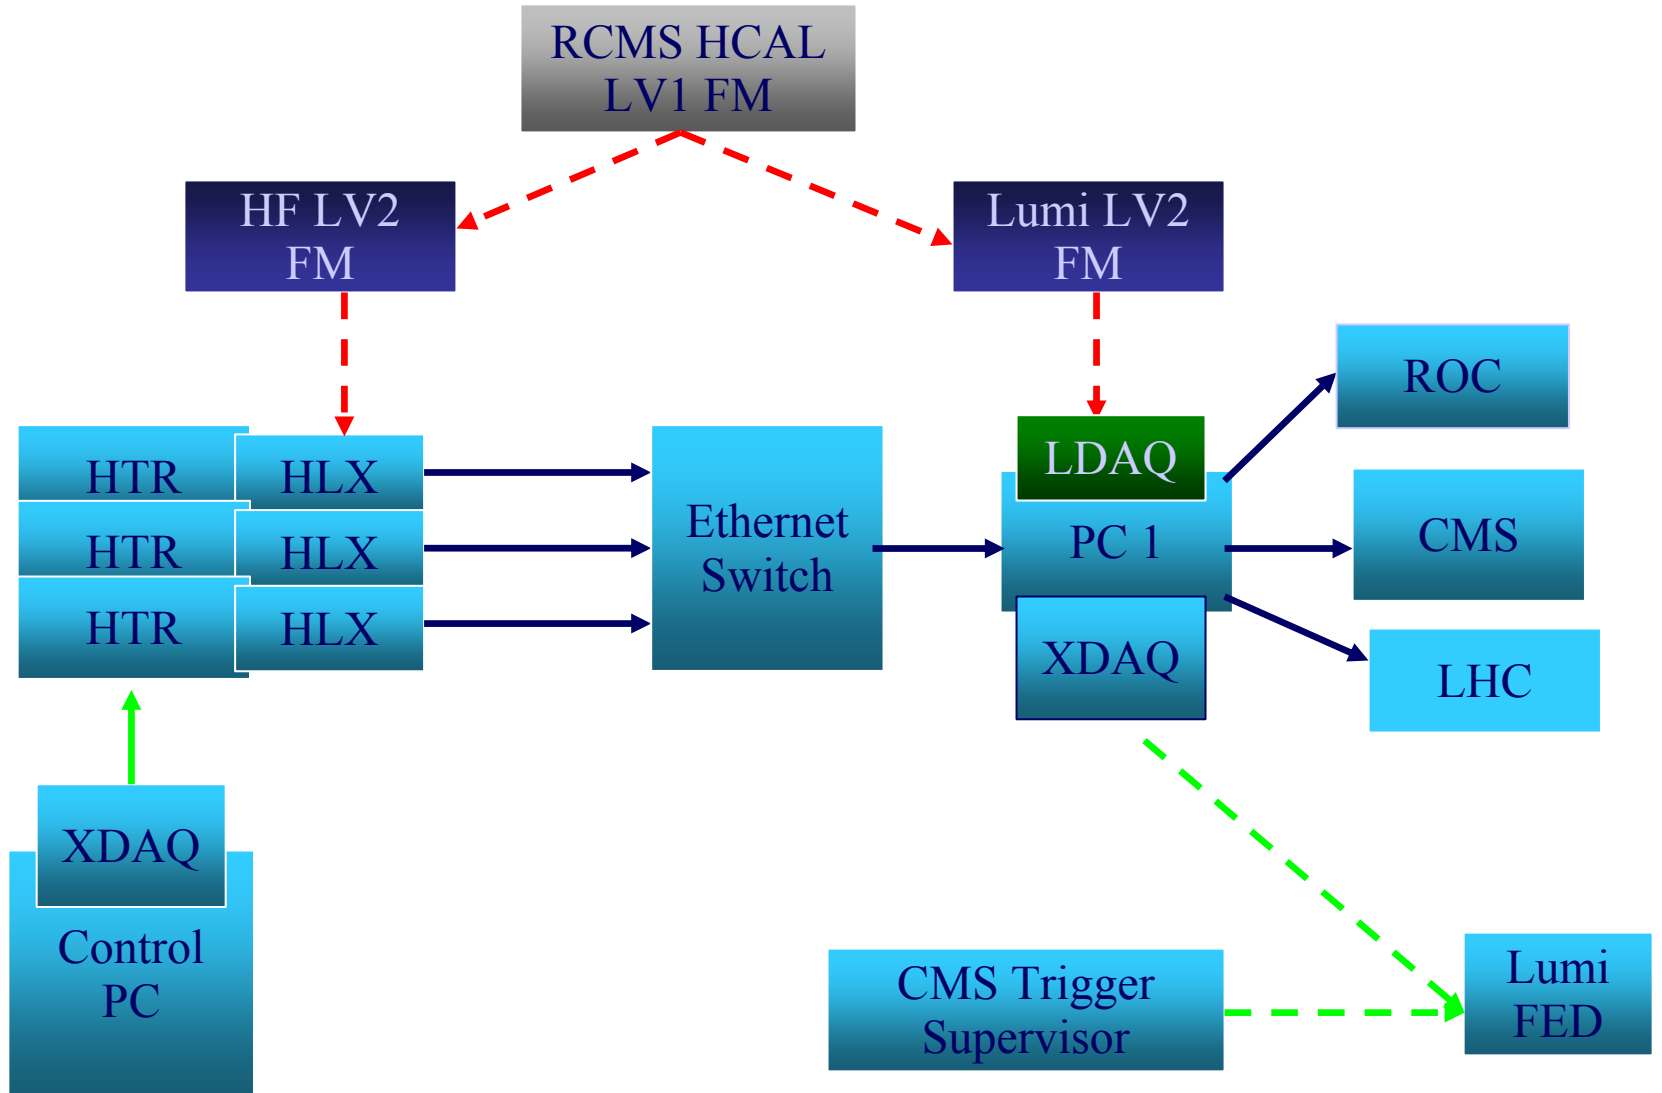 RCMS HCAL
LV1 FM
HF LV2
FM
Lumi LV2
FM
ROC
HTR
HLX
HTR
HLX
HTR
HLX
Ethernet
Switch
LDAQ
PC 1
XDAQ
CMS
LHC
XDAQ
Control
PC
CMS Trigger
Supervisor
Lumi
FED